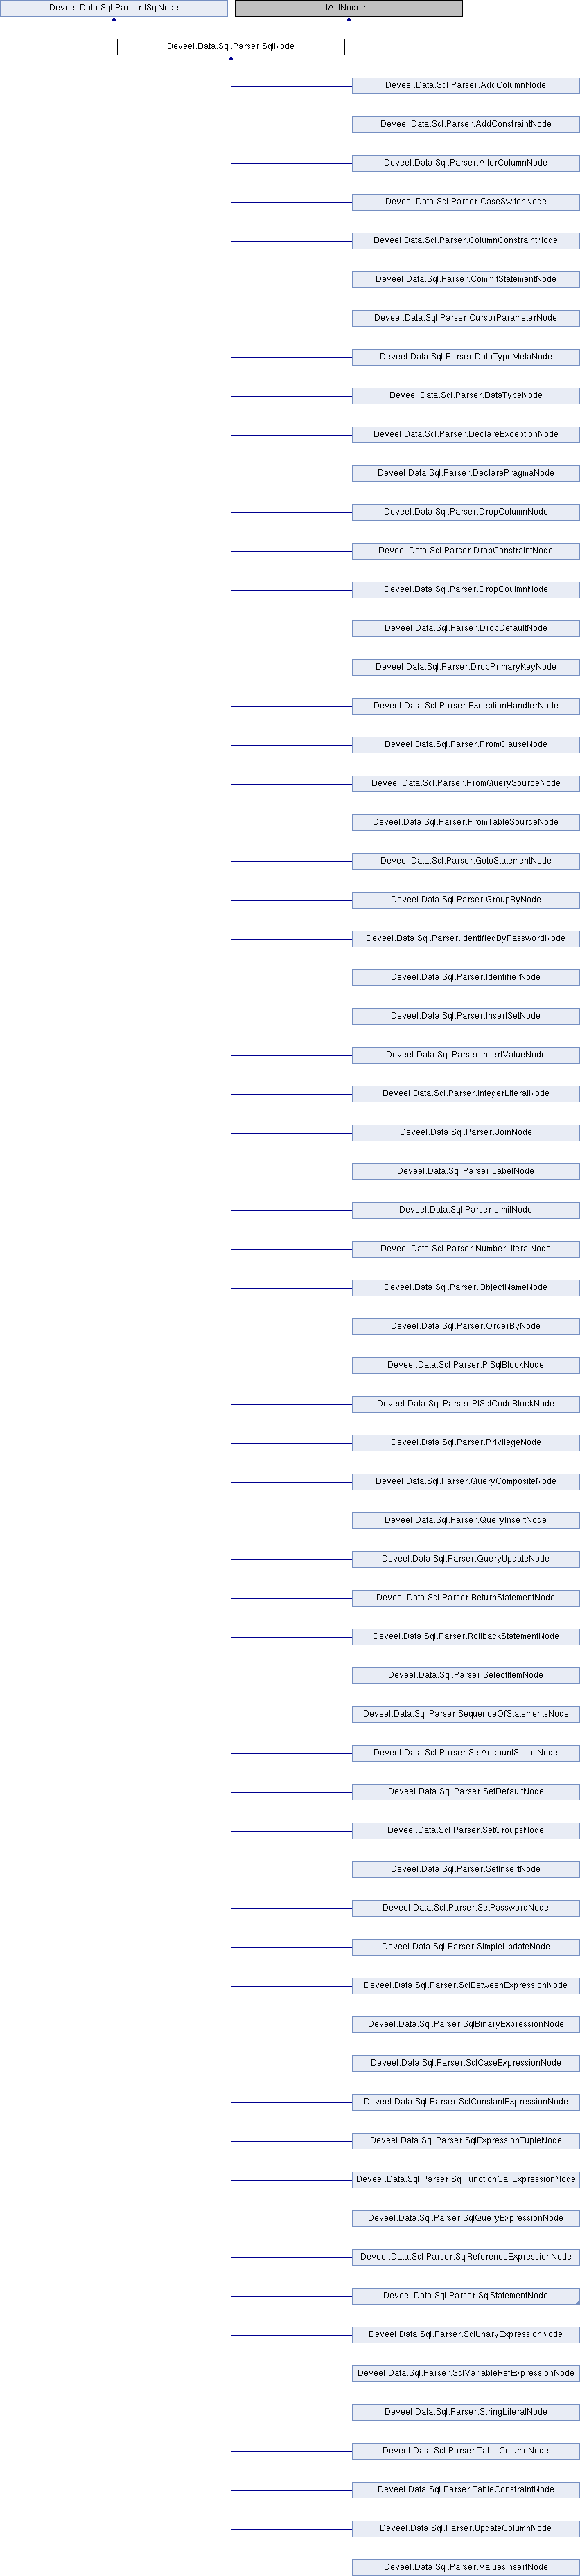 Deveel.Data.Sql.Parser.ISqlNode
IAstNodeInit
Deveel.Data.Sql.Parser.SqlNode
Deveel.Data.Sql.Parser.AddColumnNode
Deveel.Data.Sql.Parser.AddConstraintNode
Deveel.Data.Sql.Parser.AlterColumnNode
Deveel.Data.Sql.Parser.CaseSwitchNode
Deveel.Data.Sql.Parser.ColumnConstraintNode
Deveel.Data.Sql.Parser.CommitStatementNode
Deveel.Data.Sql.Parser.CursorParameterNode
Deveel.Data.Sql.Parser.DataTypeMetaNode
Deveel.Data.Sql.Parser.DataTypeNode
Deveel.Data.Sql.Parser.DeclareExceptionNode
Deveel.Data.Sql.Parser.DeclarePragmaNode
Deveel.Data.Sql.Parser.DropColumnNode
Deveel.Data.Sql.Parser.DropConstraintNode
Deveel.Data.Sql.Parser.DropCoulmnNode
Deveel.Data.Sql.Parser.DropDefaultNode
Deveel.Data.Sql.Parser.DropPrimaryKeyNode
Deveel.Data.Sql.Parser.ExceptionHandlerNode
Deveel.Data.Sql.Parser.FromClauseNode
Deveel.Data.Sql.Parser.FromQuerySourceNode
Deveel.Data.Sql.Parser.FromTableSourceNode
Deveel.Data.Sql.Parser.GotoStatementNode
Deveel.Data.Sql.Parser.GroupByNode
Deveel.Data.Sql.Parser.IdentifiedByPasswordNode
Deveel.Data.Sql.Parser.IdentifierNode
Deveel.Data.Sql.Parser.InsertSetNode
Deveel.Data.Sql.Parser.InsertValueNode
Deveel.Data.Sql.Parser.IntegerLiteralNode
Deveel.Data.Sql.Parser.JoinNode
Deveel.Data.Sql.Parser.LabelNode
Deveel.Data.Sql.Parser.LimitNode
Deveel.Data.Sql.Parser.NumberLiteralNode
Deveel.Data.Sql.Parser.ObjectNameNode
Deveel.Data.Sql.Parser.OrderByNode
Deveel.Data.Sql.Parser.PlSqlBlockNode
Deveel.Data.Sql.Parser.PlSqlCodeBlockNode
Deveel.Data.Sql.Parser.PrivilegeNode
Deveel.Data.Sql.Parser.QueryCompositeNode
Deveel.Data.Sql.Parser.QueryInsertNode
Deveel.Data.Sql.Parser.QueryUpdateNode
Deveel.Data.Sql.Parser.ReturnStatementNode
Deveel.Data.Sql.Parser.RollbackStatementNode
Deveel.Data.Sql.Parser.SelectItemNode
Deveel.Data.Sql.Parser.SequenceOfStatementsNode
Deveel.Data.Sql.Parser.SetAccountStatusNode
Deveel.Data.Sql.Parser.SetDefaultNode
Deveel.Data.Sql.Parser.SetGroupsNode
Deveel.Data.Sql.Parser.SetInsertNode
Deveel.Data.Sql.Parser.SetPasswordNode
Deveel.Data.Sql.Parser.SimpleUpdateNode
Deveel.Data.Sql.Parser.SqlBetweenExpressionNode
Deveel.Data.Sql.Parser.SqlBinaryExpressionNode
Deveel.Data.Sql.Parser.SqlCaseExpressionNode
Deveel.Data.Sql.Parser.SqlConstantExpressionNode
Deveel.Data.Sql.Parser.SqlExpressionTupleNode
Deveel.Data.Sql.Parser.SqlFunctionCallExpressionNode
Deveel.Data.Sql.Parser.SqlQueryExpressionNode
Deveel.Data.Sql.Parser.SqlReferenceExpressionNode
Deveel.Data.Sql.Parser.SqlStatementNode
Deveel.Data.Sql.Parser.SqlUnaryExpressionNode
Deveel.Data.Sql.Parser.SqlVariableRefExpressionNode
Deveel.Data.Sql.Parser.StringLiteralNode
Deveel.Data.Sql.Parser.TableColumnNode
Deveel.Data.Sql.Parser.TableConstraintNode
Deveel.Data.Sql.Parser.UpdateColumnNode
Deveel.Data.Sql.Parser.ValuesInsertNode